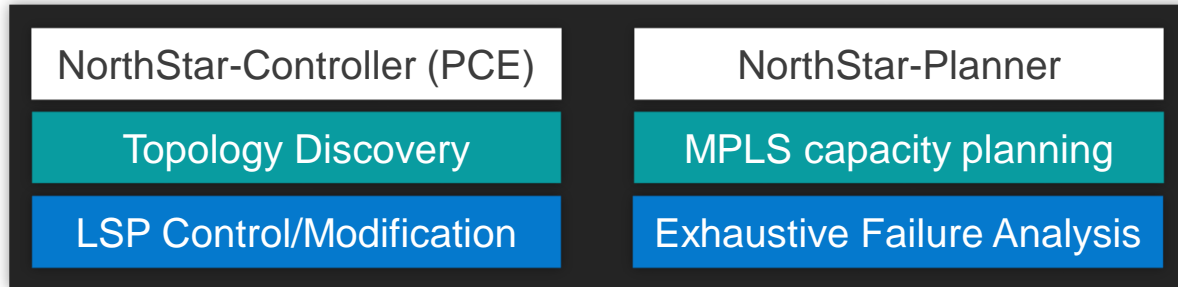 NorthStar-Controller (PCE)
Topology Discovery
LSP Control/Modification
NorthStar-Planner
MPLS capacity planning
Exhaustive Failure Analysis